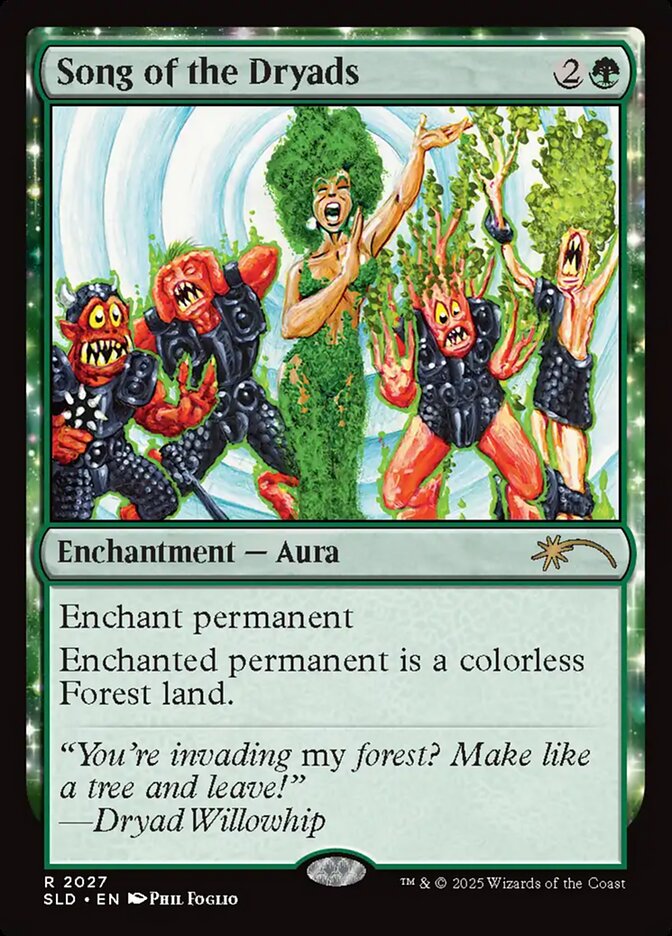 Song of the Dryads 2
Enchantment — Aura
Enchant permanent
Enchanted permanent is a colorless
Forest land.
“You're invading my forest? Make like
a tree and leave!”
—Dryad Willowhip
R 2027
SLD • EN Phil Foglio
™ & © 2025 Wizards of the Coast